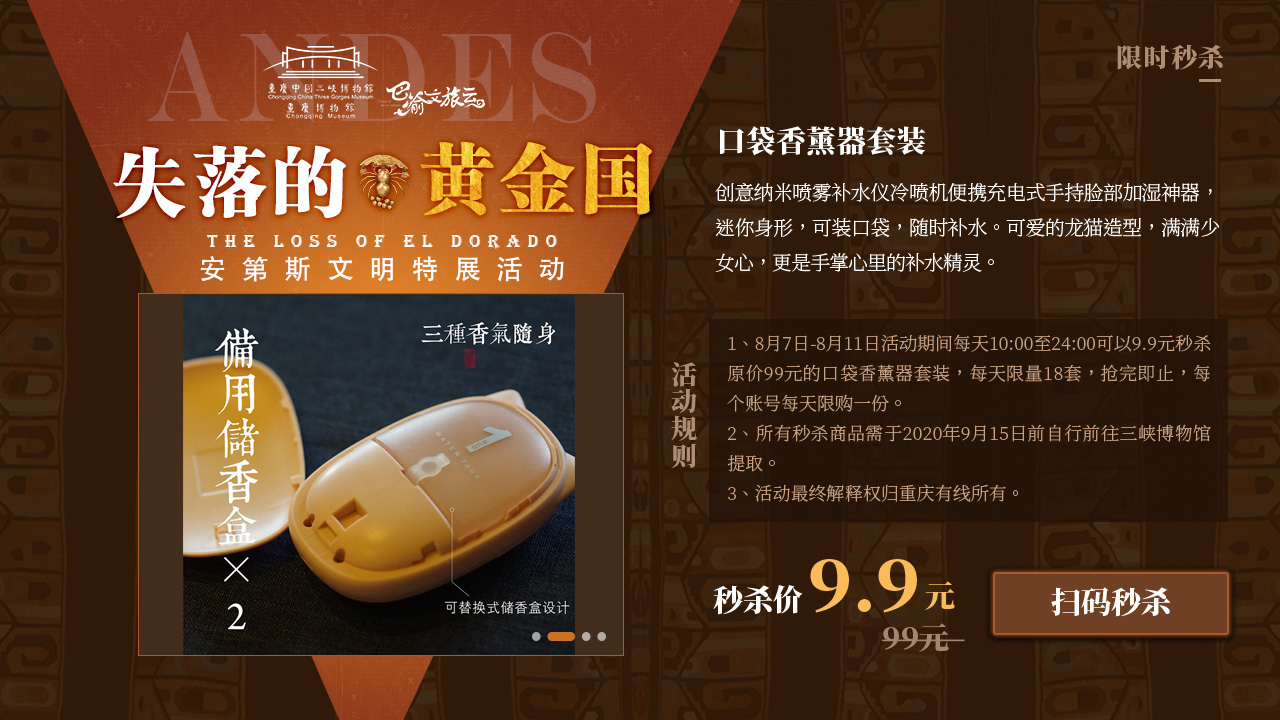 ANDES
重庆中国三峡博物馆
Chongqing China Three Gorges Museum
重庆博物馆
Chongqing Museum
巴渝文旅云
失落的黄金国
THE LOSS OF EL DORADO
安第斯文明特展活动
備用儲香盒×2
三種香氣隨身
one 1
WATER TANK
可替换式储香盒设计
限时秒杀
口袋香薰器套装
创意纳米喷雾补水仪冷喷机便携充电式手持脸部加湿神器，
迷你身形，可装口袋，随时补水。可爱的龙猫造型，满满少
女心，更是手掌心里的补水精灵。
活动规则
1、8月7日-8月11日活动期间每天10:00至24:00可以9.9元秒杀
原价99元的口袋香薰器套装，每天限量18套，抢完即止，每
个账号每天限购一份。
2、所有秒杀商品需于2020年9月15日前自行前往三峡博物馆
提取。
3、活动最终解释权归重庆有线所有。
秒杀价 9.9元
99元
扫码秒杀